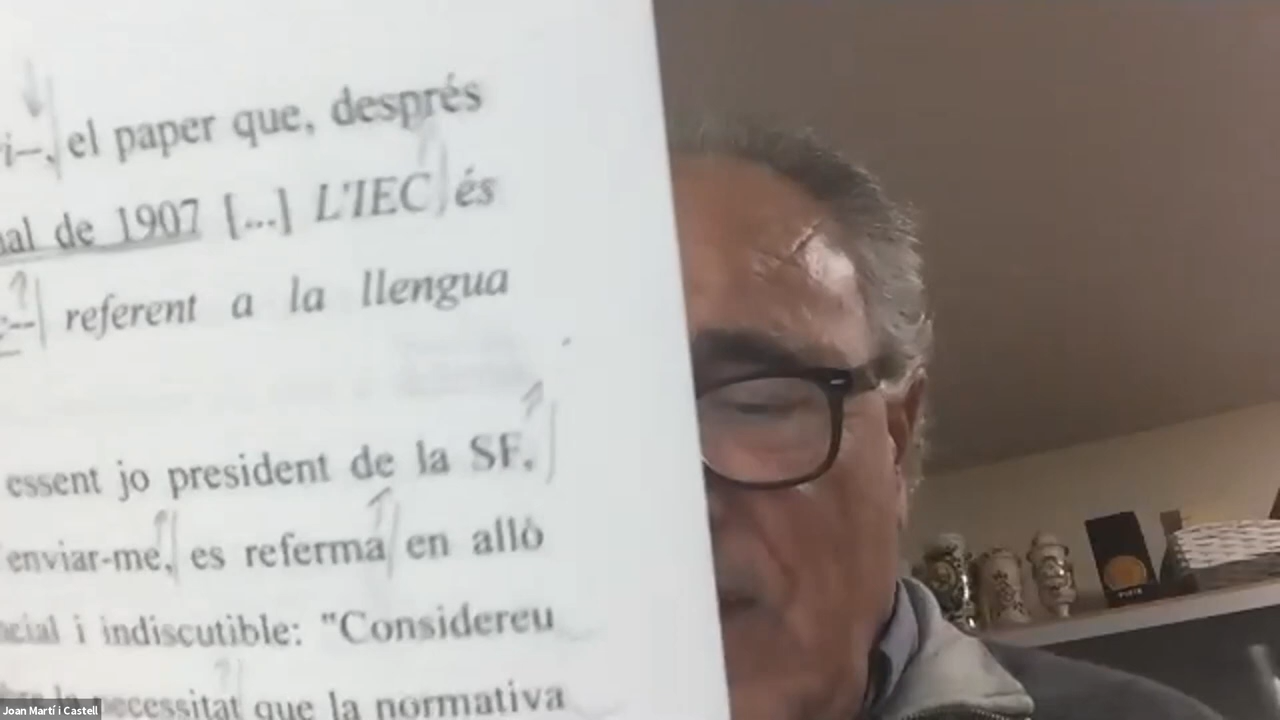 el paper que, després
de 1907 [...] L'IEC és
referent a la llengua
essent jo president de la SF,
enviar-me, es referma en allò
i indiscutible: "Considereu
necessitat que la normativa
Joan Martí i Castell